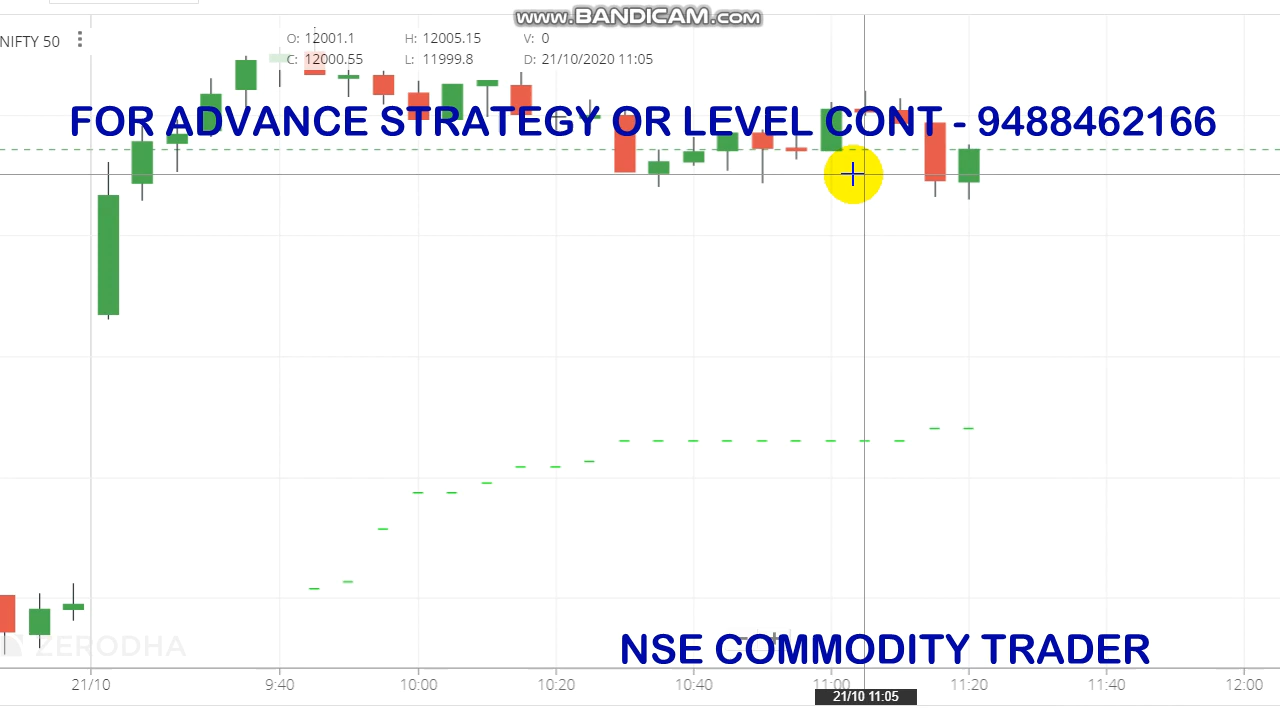 www.BANDICAM.com
NIFTY 50
O: 12001.1 H: 12005.15 V: 0
C: 12000.55 L: 11999.8 D: 21/10/2020 11:05
FOR ADVANCE STRATEGY OR LEVEL CONT - 9488462166
ZERODHA
NSE COMMODITY TRADER
21/10 9:40 10:00 10:20 10:40 11:00 11:20 11:40 12:00
21/10 11:05